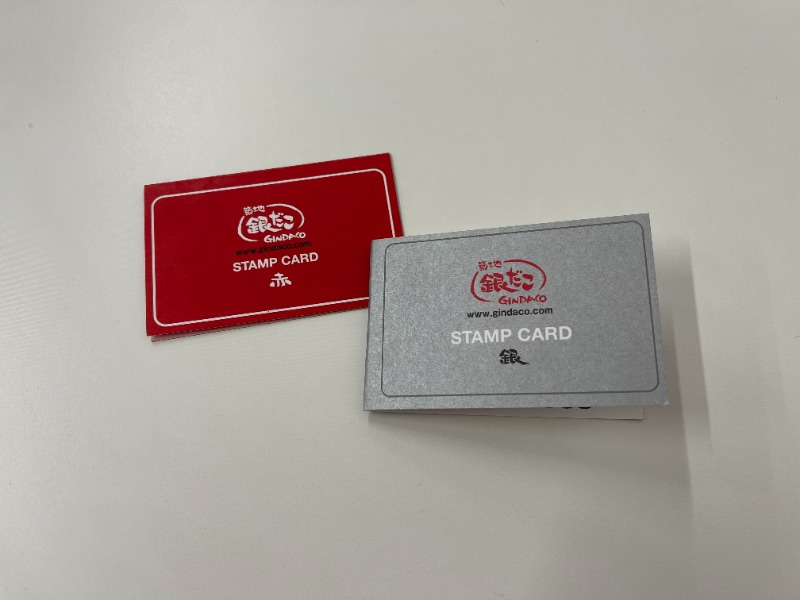 築地
銀だこ
GINDACO
www.gindaco.com
STAMP CARD
赤
築地
銀だこ
GINDACO
www.gindaco.com
STAMP CARD
銀